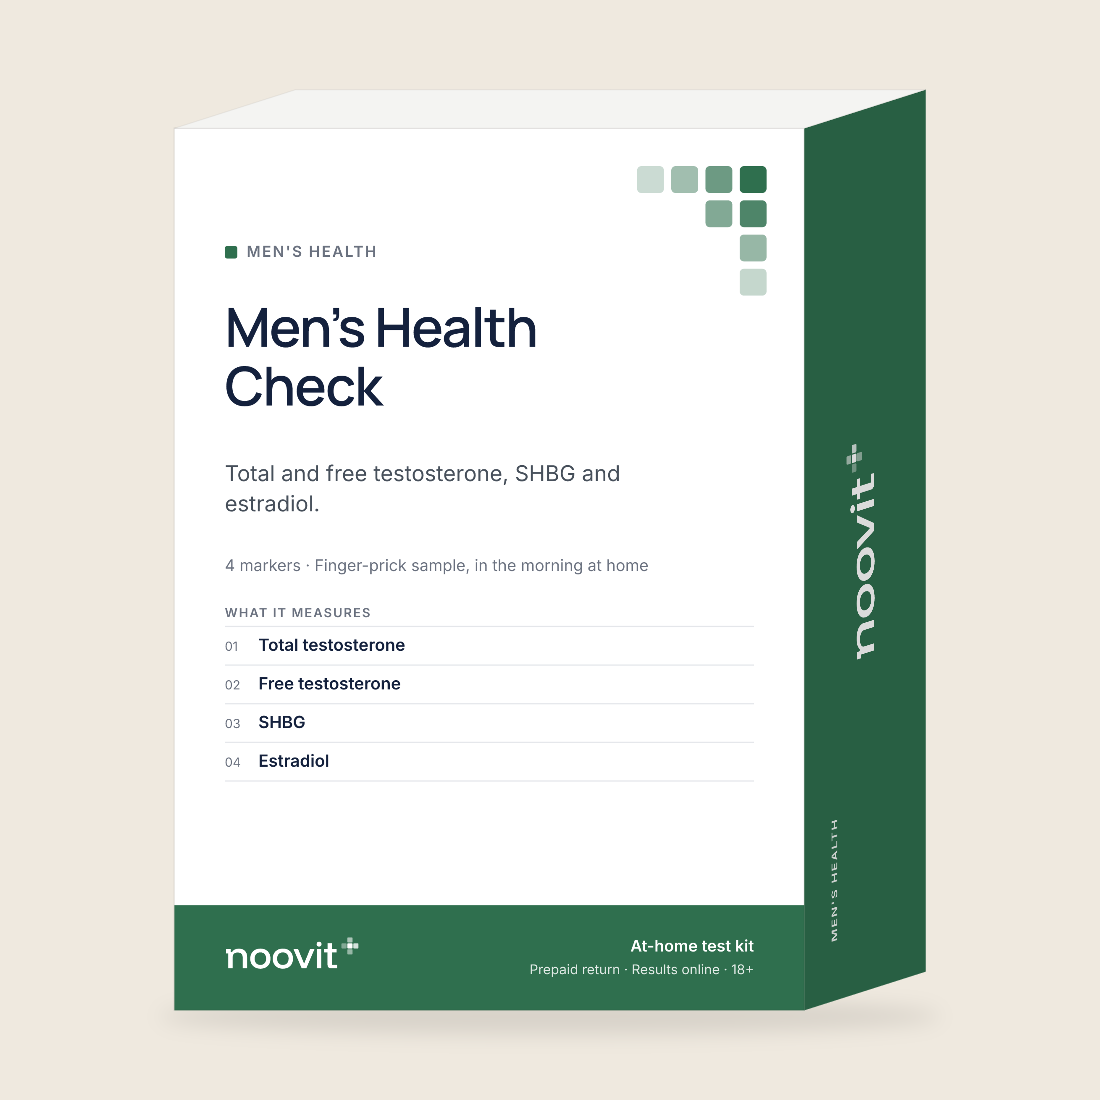 MEN'S HEALTH
Men’s Health
Check
Total and free testosterone, SHBG and
estradiol.
4 markers · Finger-prick sample, in the morning at home
WHAT IT MEASURES
01 Total testosterone
02 Free testosterone
03 SHBG
04 Estradiol
noovit
At-home test kit
Prepaid return · Results online · 18+
noovit
MEN'S HEALTH